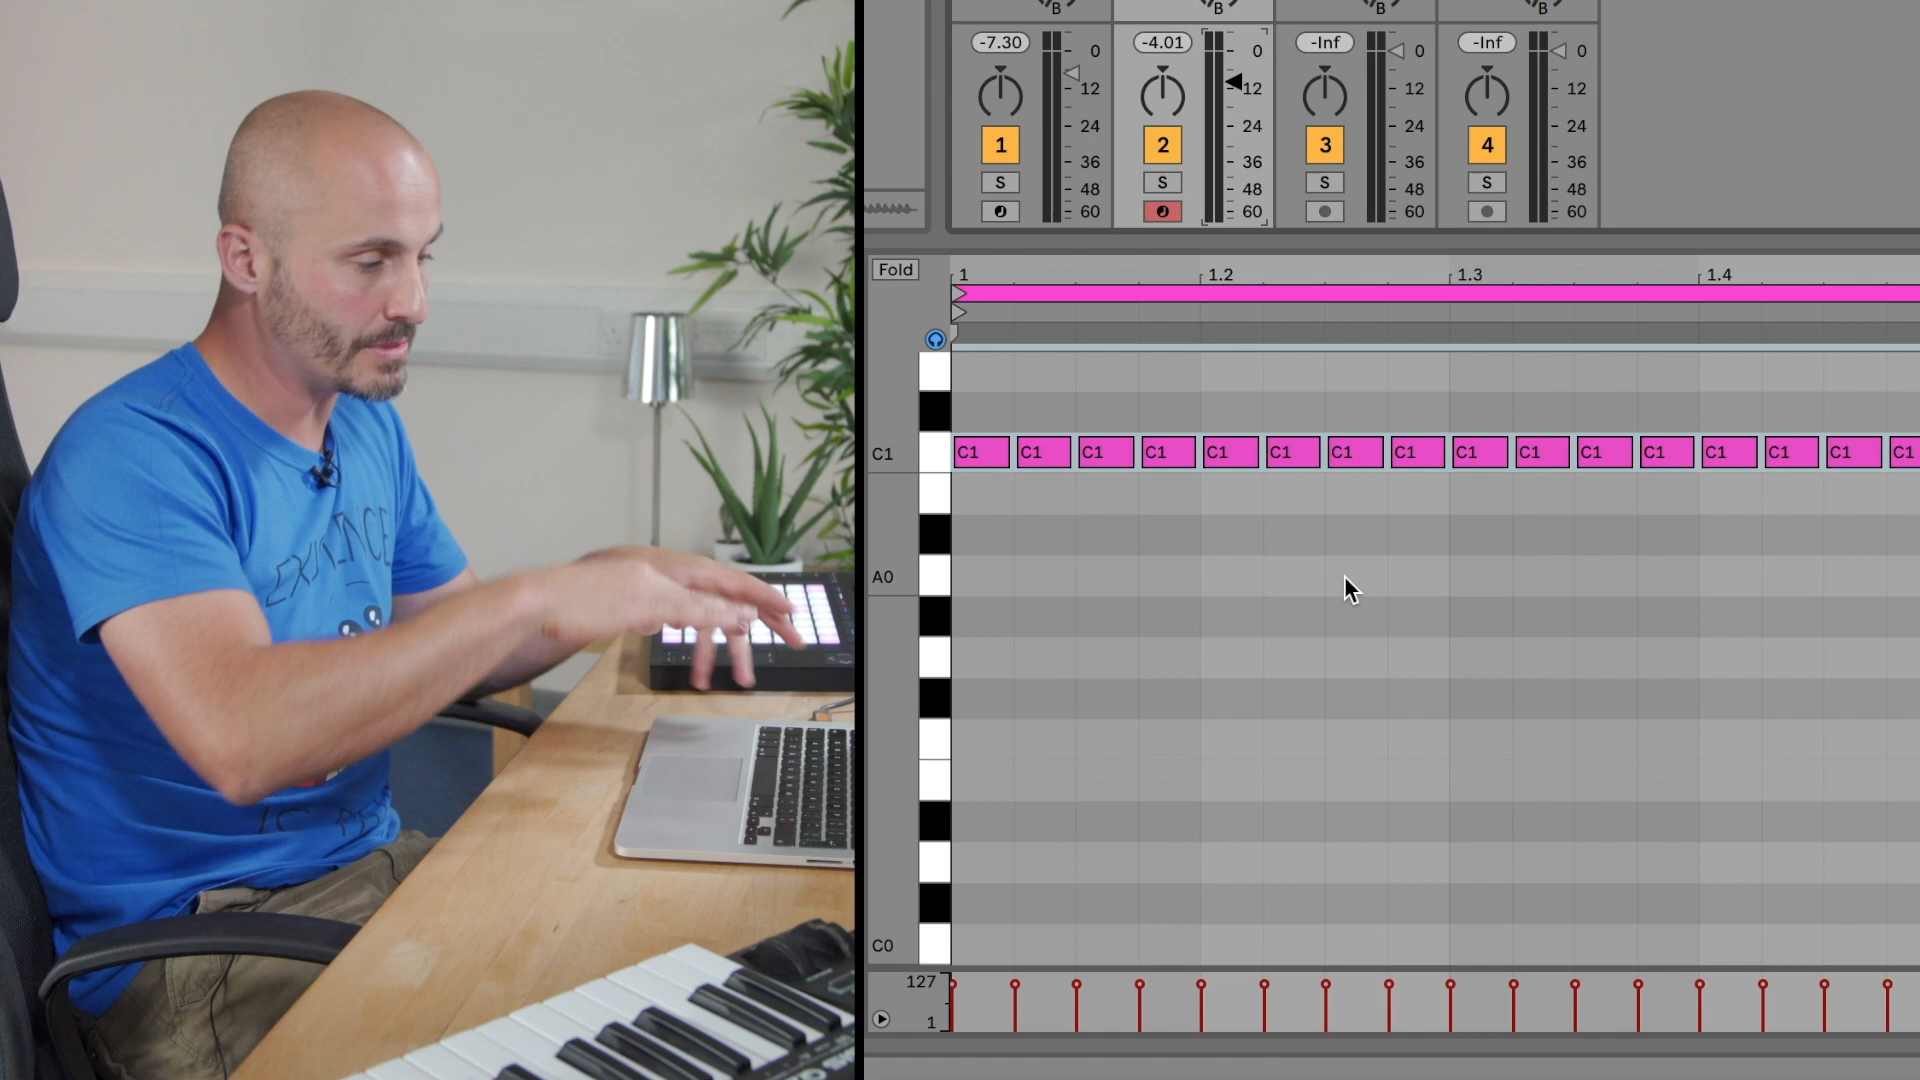 B B B B
-7.30 -4.01 -Inf -Inf
0 0 0 0
12 12 12 12
24 24 24 24
1 2 3 4
36 36 36 36
S S S S
48 48 48 48
60 60 60 60
Fold 1 1.2 1.3 1.4
C1 C1 C1 C1 C1 C1 C1 C1 C1 C1 C1 C1 C1 C1 C1 C1 C1
A0
C0
127
1
EXISTENCE
IS